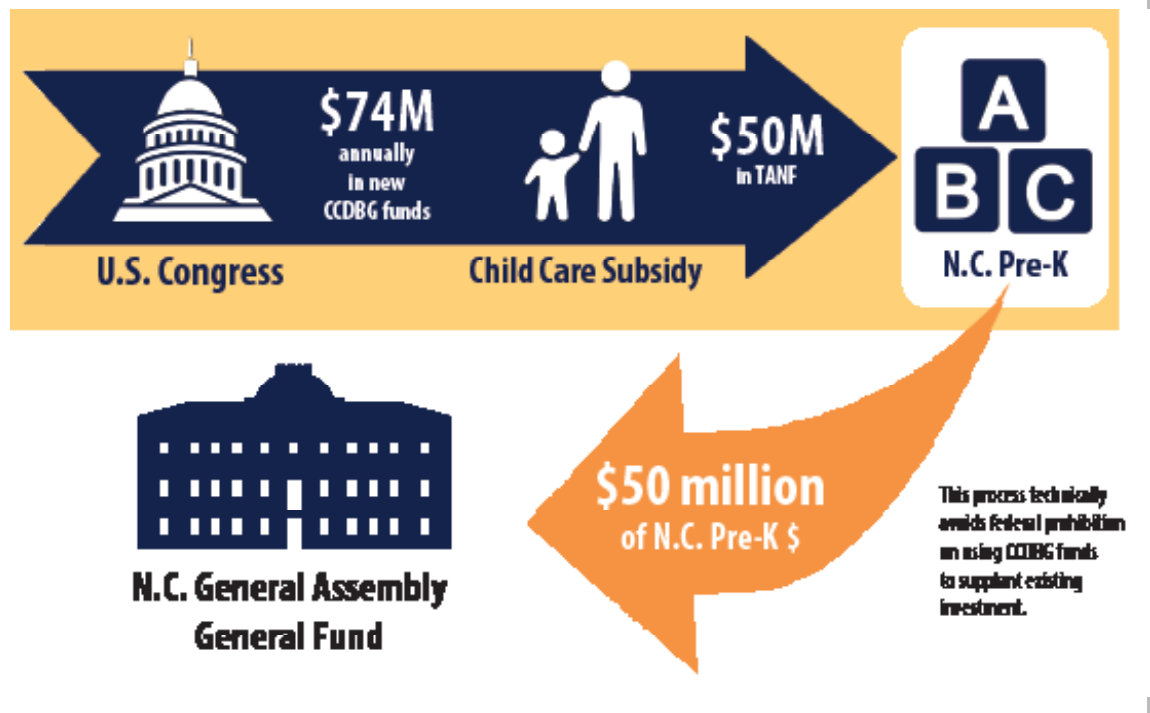 $74M
annually
in new
CCDBG funds
$50M
in TANF
A
B C
U.S. Congress
Child Care Subsidy
N.C. Pre-K
$50 million
of N.C. Pre-K $
N.C. General Assembly
General Fund
This process technically
avoids federal prohibition
on using CCDBG funds
to supplant existing
investment.